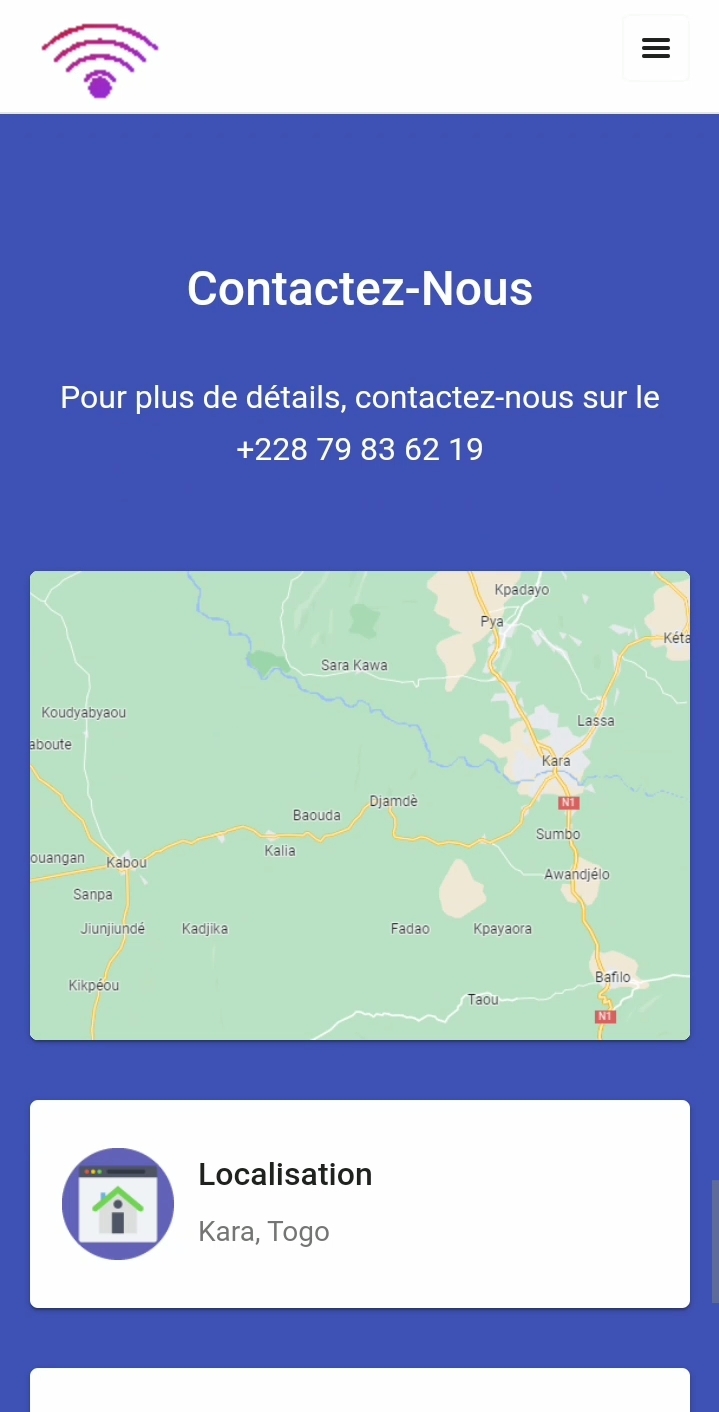 Contactez-Nous
Pour plus de détails, contactez-nous sur le
+228 79 83 62 19
Kpadayo
Pya
Kéta
Sara Kawa
Koudyabyaou
Lassa
aboute
Kara
Djamdè
N1
Baouda
Sumbo
Kalia
ouangan
Kabou
Awandjélo
Sanpa
Jiunjiundé
Kadjika
Fadao
Kpayaora
Bafilo
Kikpéou
Taou
N1
Localisation
Kara, Togo